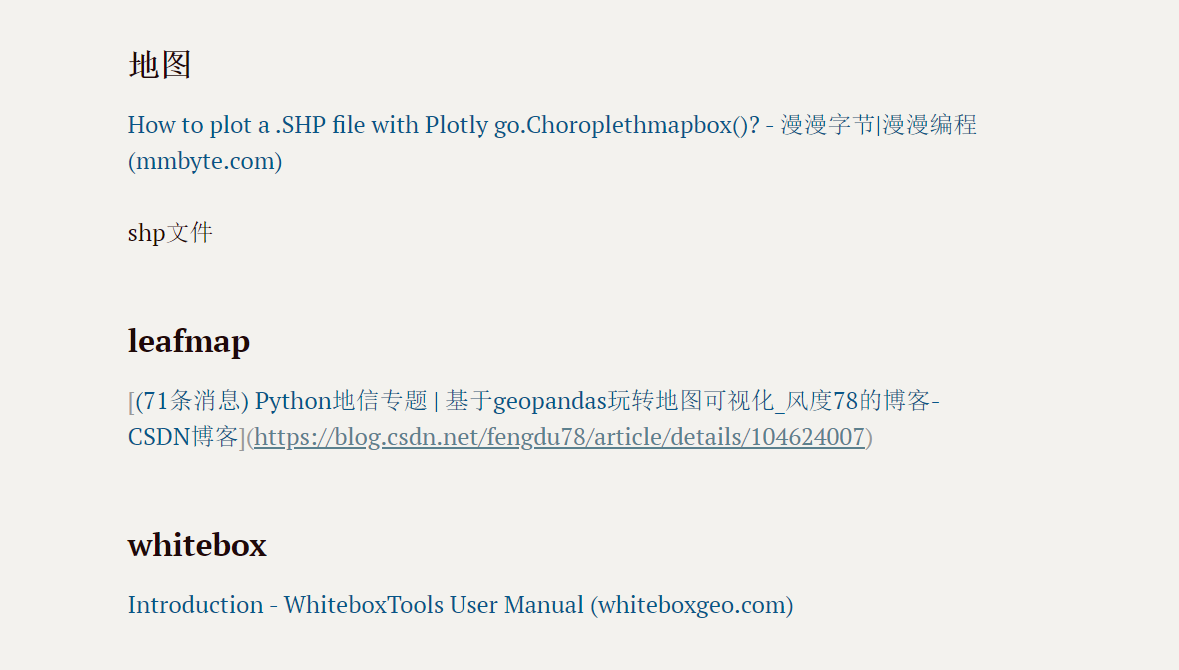 地图
How to plot a .SHP file with Plotly go.Choroplethmapbox()? - 漫漫字节|漫漫编程
(mmbyte.com)
shp文件
leafmap
[(71条消息) Python地信专题 | 基于geopandas玩转地图可视化_风度78的博客-
CSDN博客](https://blog.csdn.net/fengdu78/article/details/104624007)
whitebox
Introduction - WhiteboxTools User Manual (whiteboxgeo.com)